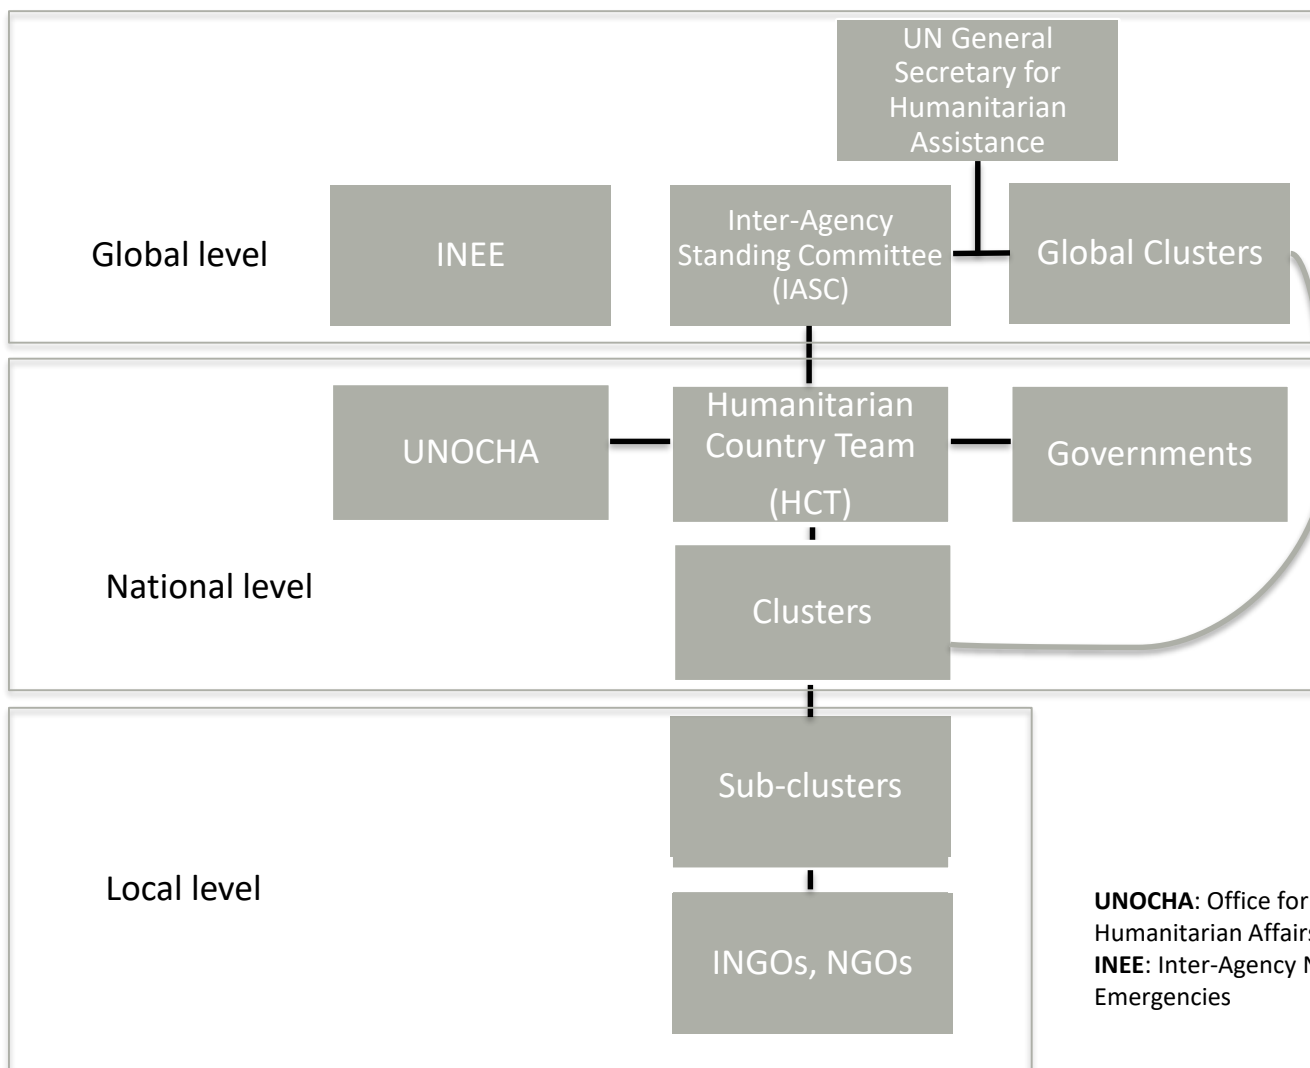 UN General
Secretary for
Humanitarian
Assistance
Global level
INEE
Inter-Agency
Standing Committee
(IASC)
Global Clusters
UNOCHA
Humanitarian
Country Team
(HCT)
Governments
National level
Clusters
Sub-clusters
Local level
INGOs, NGOs
UNOCHA: Office for
Humanitarian Affairs
INEE: Inter-Agency
Emergencies